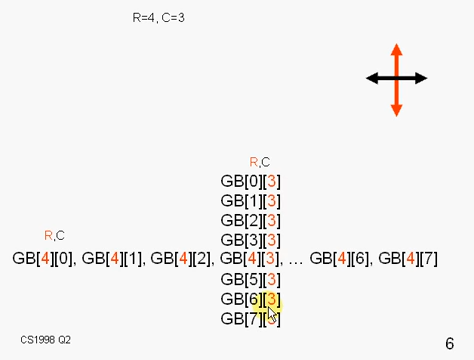 R=4, C=3
R,C
GB[0][3]
GB[1][3]
GB[2][3]
GB[3][3]
R,C
GB[4][0], GB[4][1], GB[4][2], GB[4][3], … GB[4][6], GB[4][7]
GB[5][3]
GB[6][3]
GB[7][3]
CS1998 Q2
6